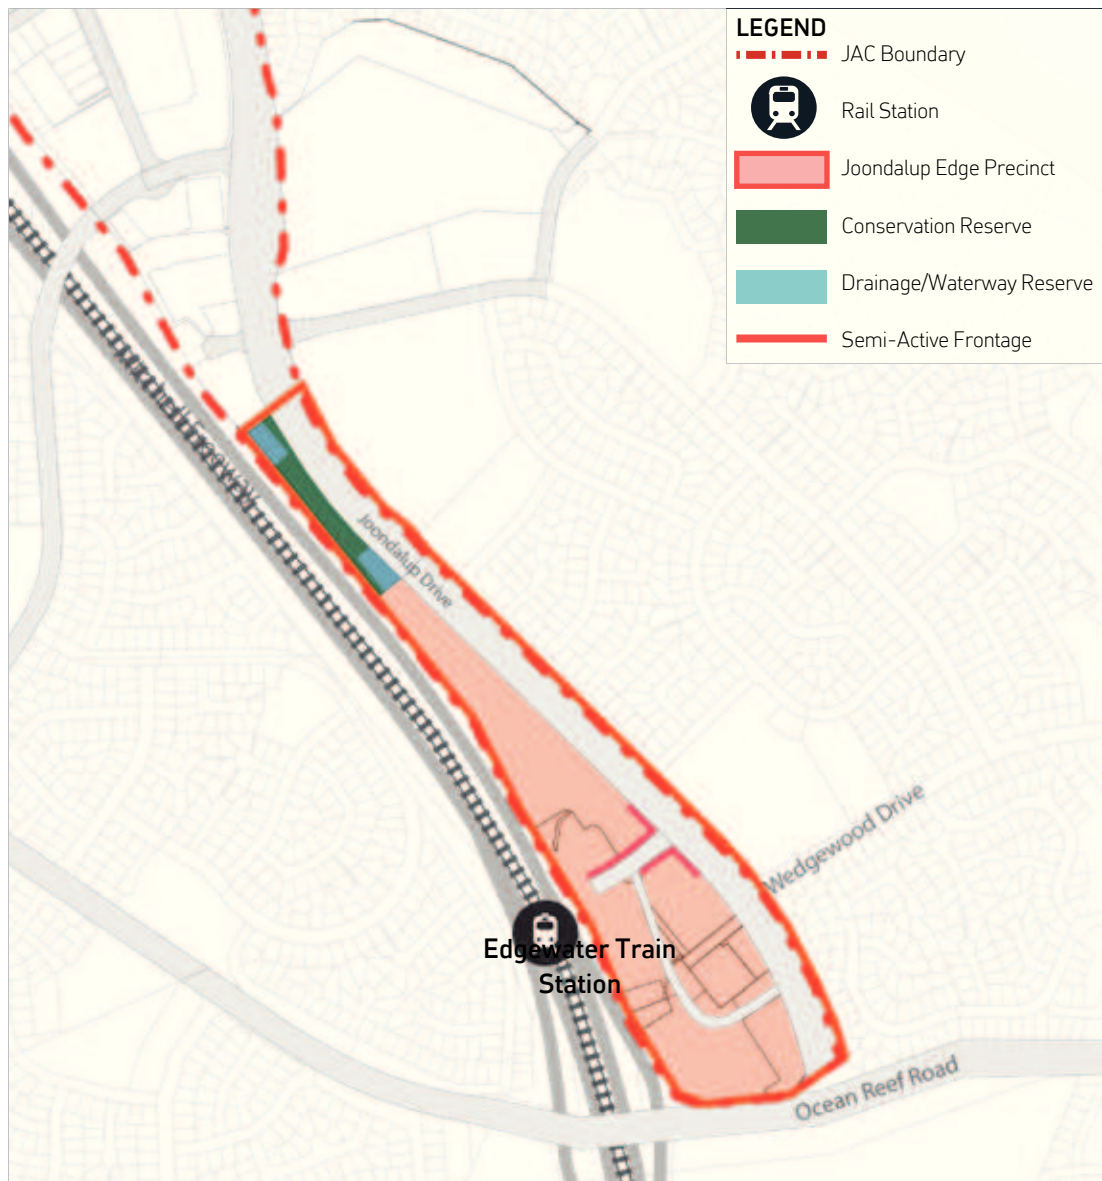 LEGEND
JAC Boundary
Rail Station
Joondalup Edge Precinct
Conservation Reserve
Drainage/Waterway Reserve
Semi-Active Frontage
Joondalup Drive
Wedgewood Drive
Edgewater Train
Station
Ocean Reef Road